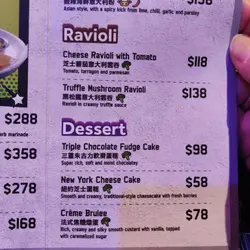 $138
Asian style, with a spicy kick from lime, chilli, garlic and parsley
Ravioli
Cheese Ravioli with Tomato $118
芝士蕃茄意大利雲吞
Tomato, tarragon and parmesan
Truffle Mushroom Ravioli $138
黑松露意大利雲吞
Ravioli in creamy truffle sauce
Dessert
Triple Chocolate Fudge Cake $98
三重朱古力軟滑蛋糕
Super rich, soft and moist chocolate
New York Cheese Cake $58
紐約芝士蛋糕
Smooth and creamy, traditional-style cheesecake with fresh berries
Crème Brulee $78
法式焦糖燉蛋
Rich, creamy and silky smooth custard with vanilla, topped
with caramelized sugar
$288
marinade
$358
$278
$168